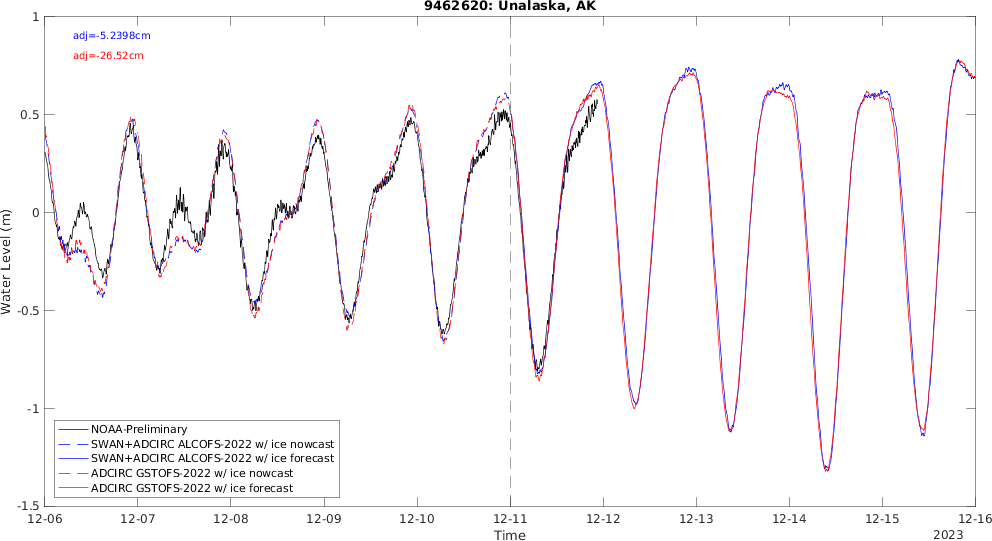 9462620: Unalaska, AK
adj=-5.2398cm
adj=-26.52cm
1
0.5
0
-0.5
-1
-1.5
Water Level (m)
NOAA-Preliminary
SWAN+ADCIRC ALCOFS-2022 w/ ice nowcast
SWAN+ADCIRC ALCOFS-2022 w/ ice forecast
ADCIRC GSTOFS-2022 w/ ice nowcast
ADCIRC GSTOFS-2022 w/ ice forecast
12-06 12-07 12-08 12-09 12-10 12-11 12-12 12-13 12-14 12-15 12-16
Time
2023